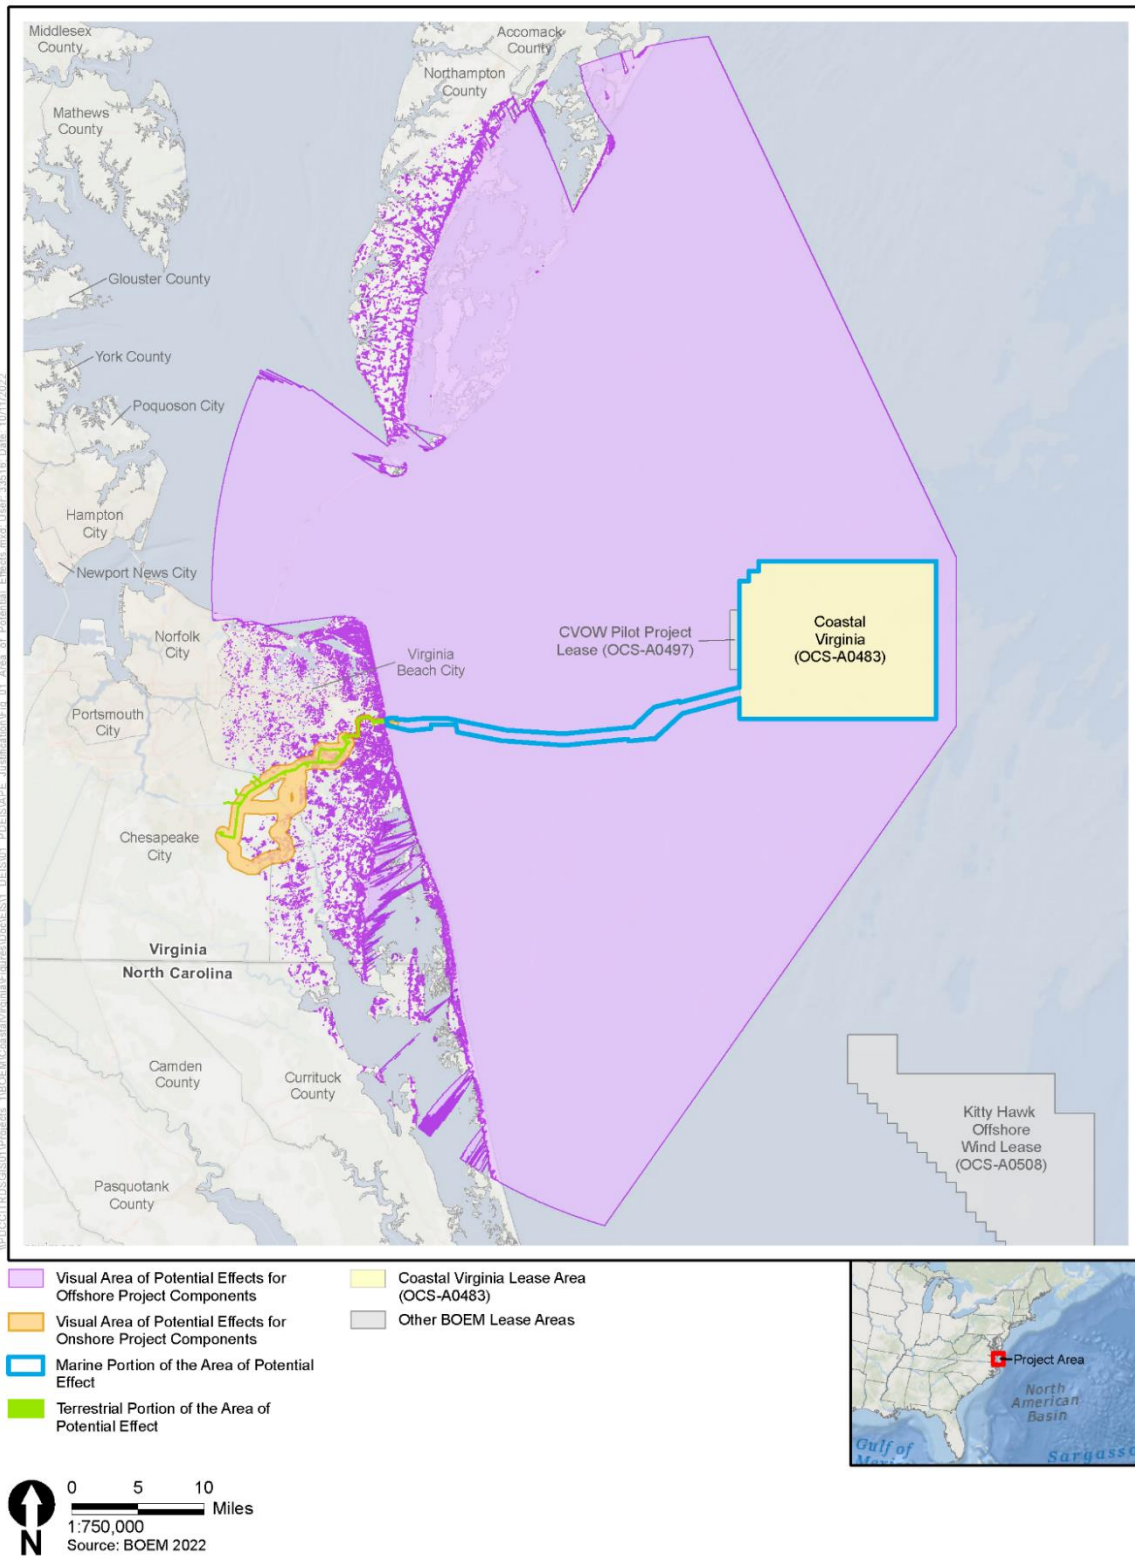 Middlesex
County
Accomack
County
Northampton
County
Mathews
County
Glouster County
York County
Poquoson City
Hampton
City
Newport News City
Norfolk
City
Virginia
Beach City
CVOW Pilot Project
Lease (OCS-A0497)
Coastal
Virginia
(OCS-A0483)
Portsmouth
City
Chesapeake
City
Virginia
North Carolina
Camden
County
Currituck
County
Pasquotank
County
Kitty Hawk
Offshore
Wind Lease
(OCS-A0508)
Visual Area of Potential Effects for
Offshore Project Components
Visual Area of Potential Effects for
Onshore Project Components
Marine Portion of the Area of Potential
Effect
Terrestrial Portion of the Area of
Potential Effect
Coastal Virginia Lease Area
(OCS-A0483)
Other BOEM Lease Areas
Project Area
North
American
Basin
Gulf of
Sargasso
0 5 10
Miles
1:750,000
Source: BOEM 2022
N